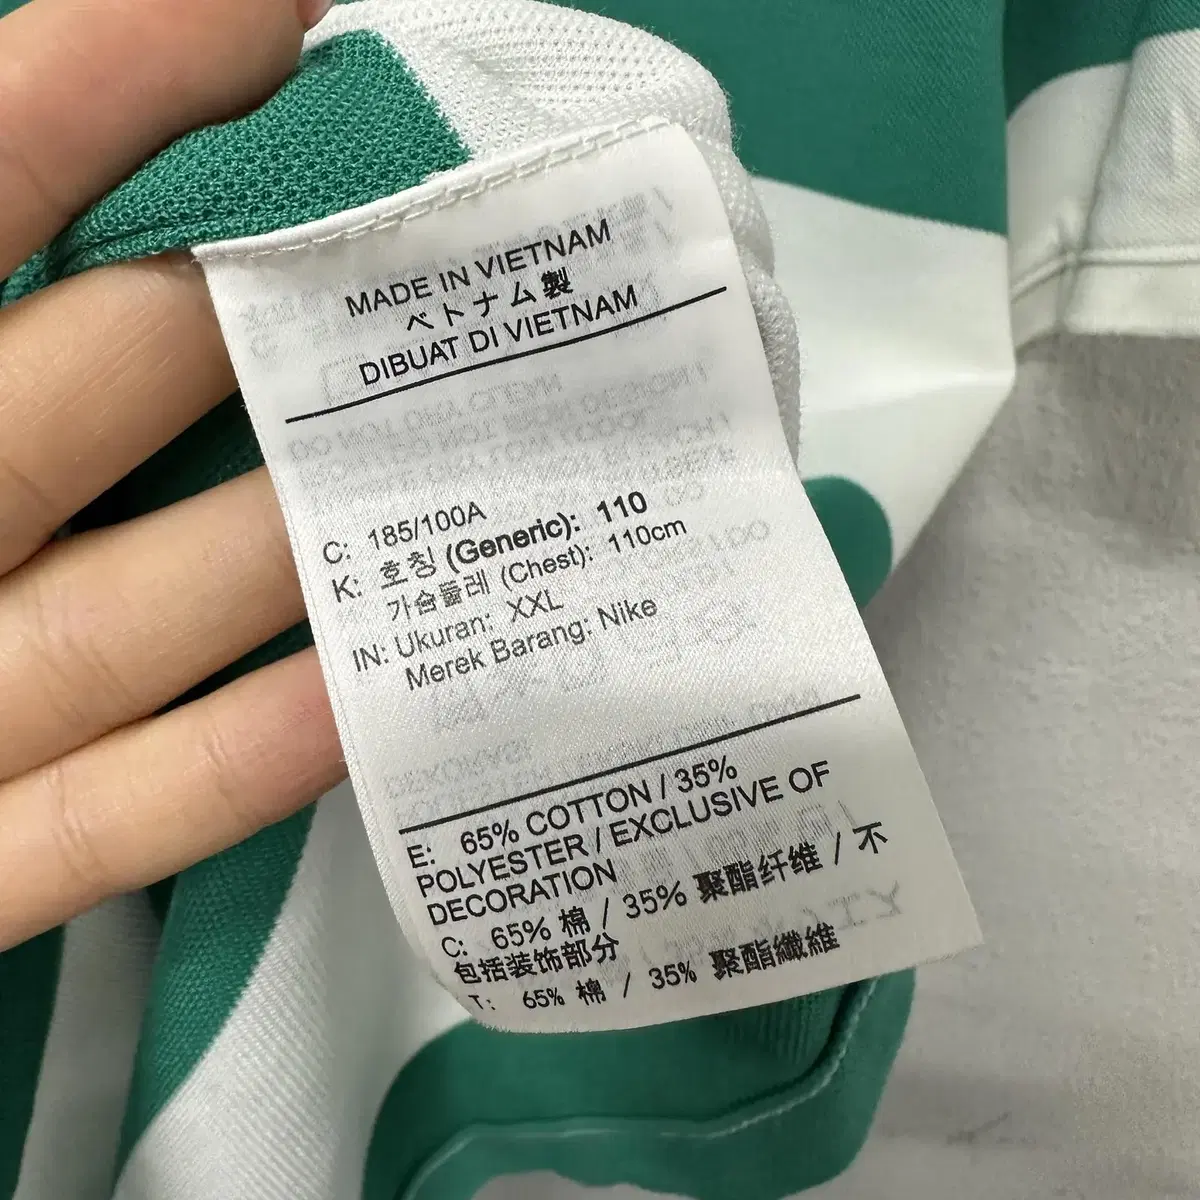 MADE IN VIETNAM
ベトナム製
DIBUAT DI VIETNAM
C: 185/100A
K: 호칭 (Generic): 110
가슴둘레 (Chest): 110cm
IN: Ukuran: XXL
Merek Barang: Nike
E: 65% COTTON / 35%
POLYESTER / EXCLUSIVE OF
DECORATION
C: 65% 棉 / 35% 聚酯纤维 / 不
包括装饰部分
T: 65% 棉 / 35% 聚酯纖維